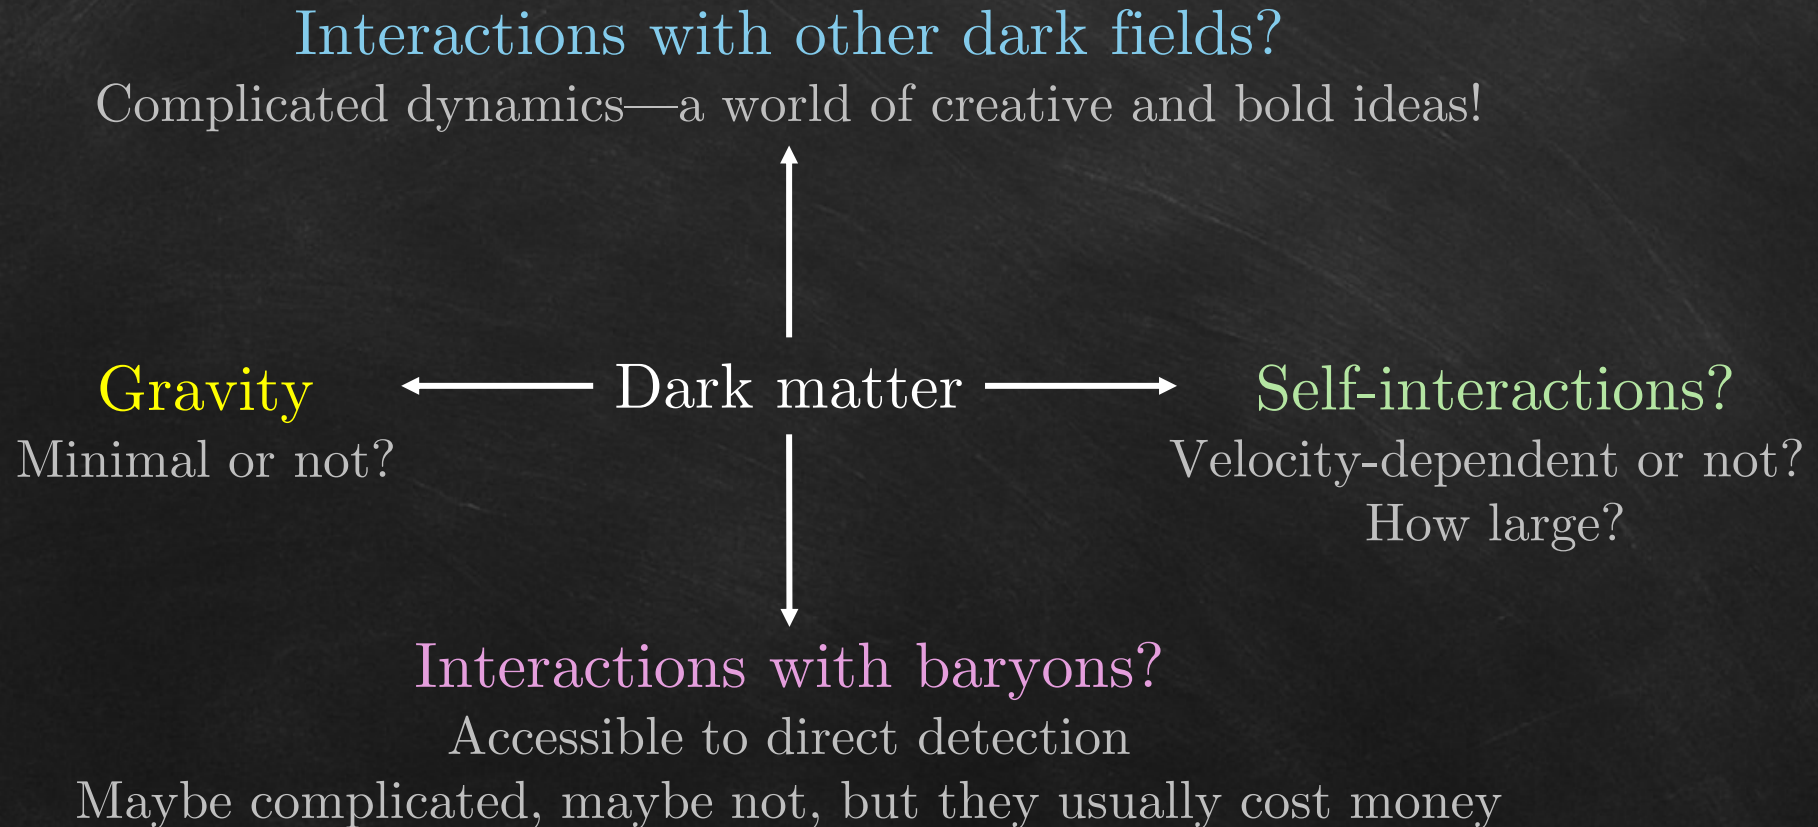 Interactions with other dark fields?
Complicated dynamics—a world of creative and bold ideas!
Gravity
Minimal or not?
Dark matter
Self-interactions?
Velocity-dependent or not?
How large?
Interactions with baryons?
Accessible to direct detection
Maybe complicated, maybe not, but they usually cost money